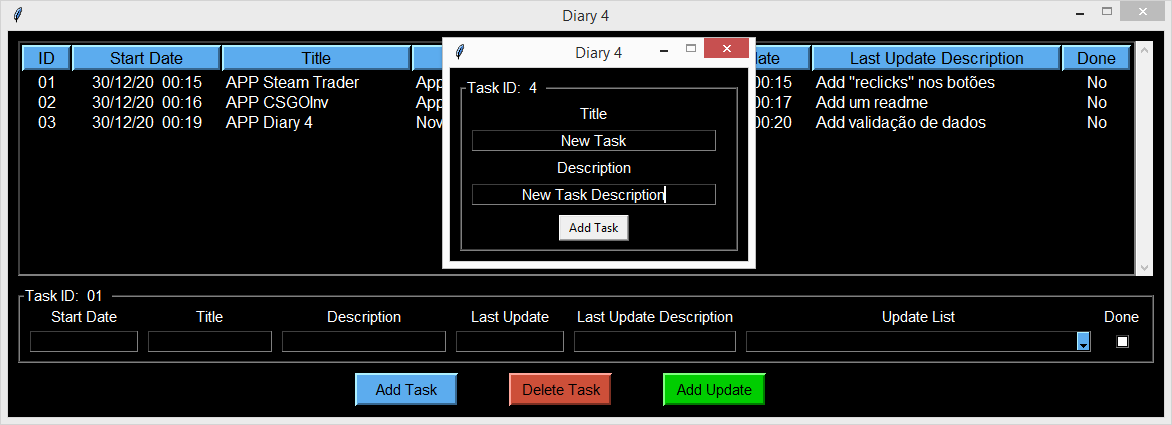 Diary 4
Diary 4
ID Start Date Title Last Update Description Done
01 30/12/20 00:15 APP Steam Trader App 00:15 Add "reclicks" nos botões No
02 30/12/20 00:16 APP CSGOInv App 00:17 Add um readme No
03 30/12/20 00:19 APP Diary 4 Nov 00:20 Add validação de dados No
Task ID: 4
Title
New Task
Description
New Task Description
Add Task
Task ID: 01
Start Date Title Description Last Update Last Update Description Update List Done
Add Task Delete Task Add Update